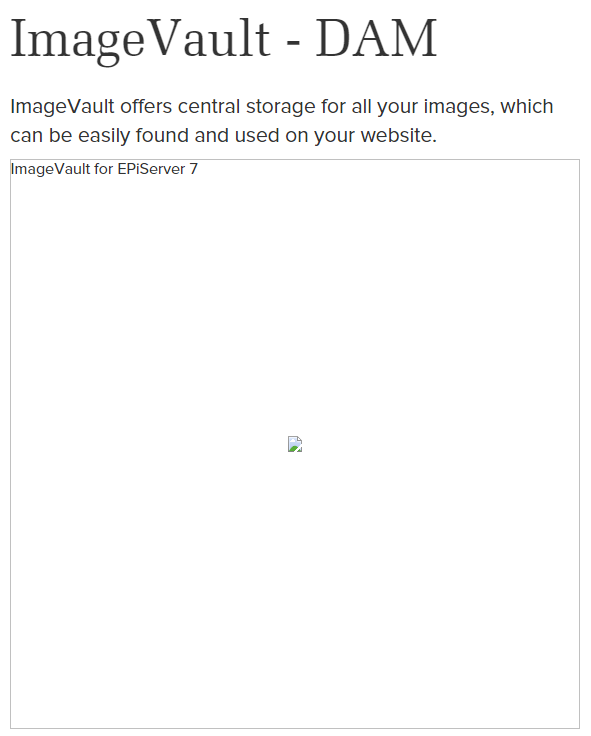 ImageVault - DAM
ImageVault offers central storage for all your images, which
can be easily found and used on your website.
ImageVault for EPiServer 7